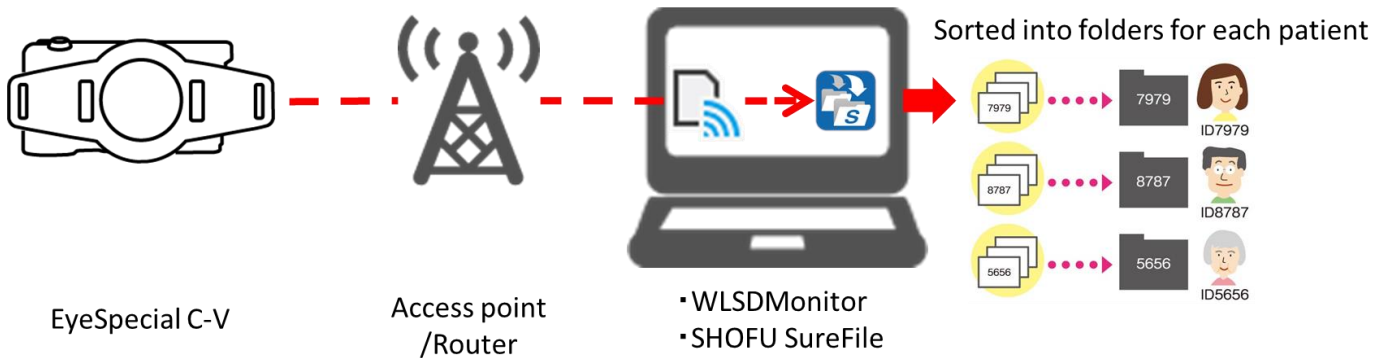 Sorted into folders for each patient
7979
7979
ID7979
8787
8787
ID8787
5656
5656
ID5656
S
EyeSpecial C-V
Access point
/Router
・WLSDMonitor
・SHOFU SureFile